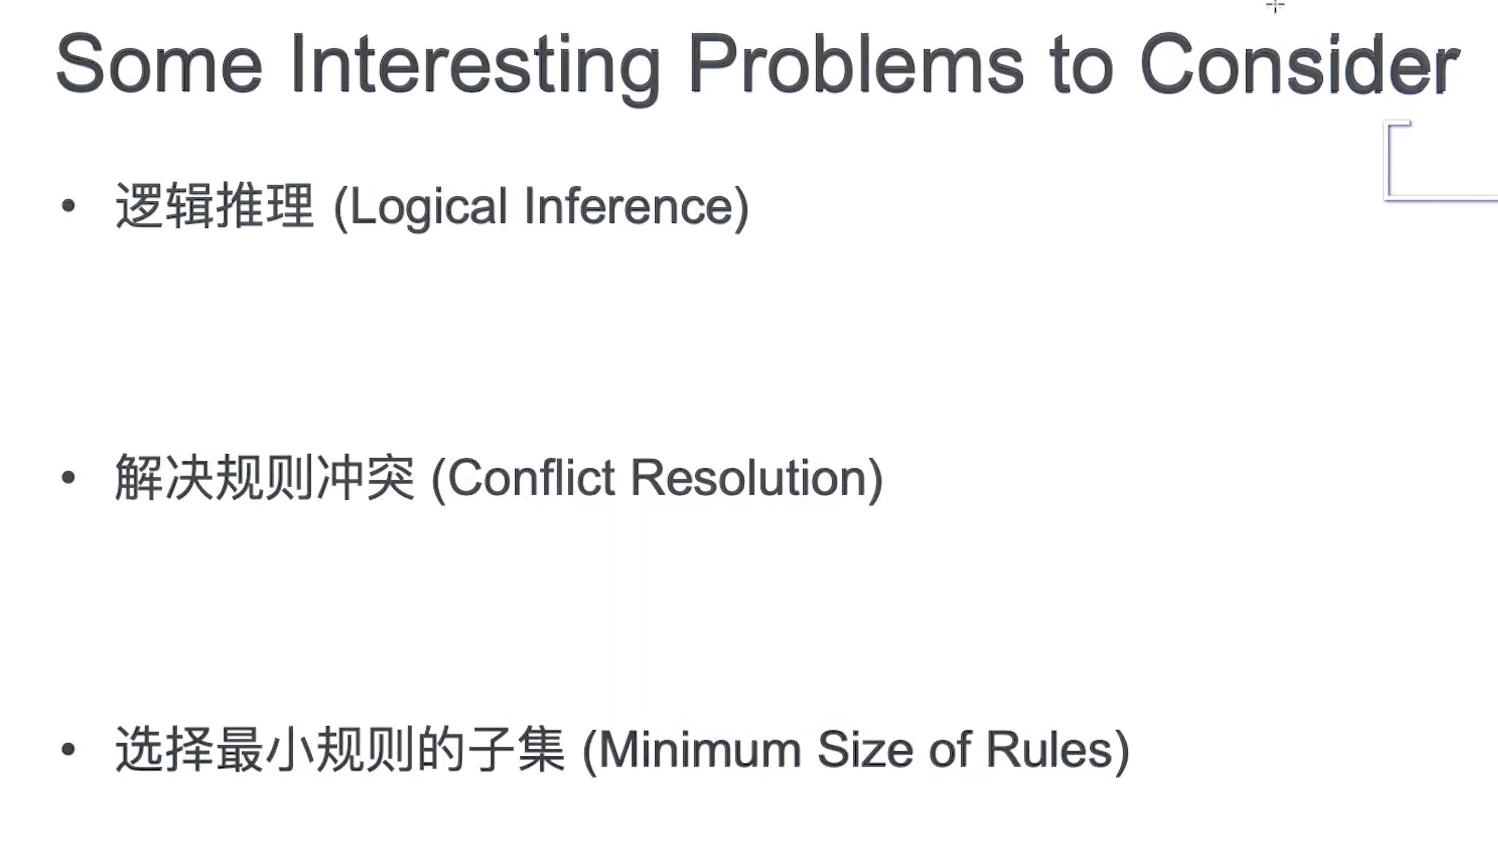 Some Interesting Problems to Consider
• 逻辑推理 (Logical Inference)
• 解决规则冲突 (Conflict Resolution)
• 选择最小规则的子集 (Minimum Size of Rules)